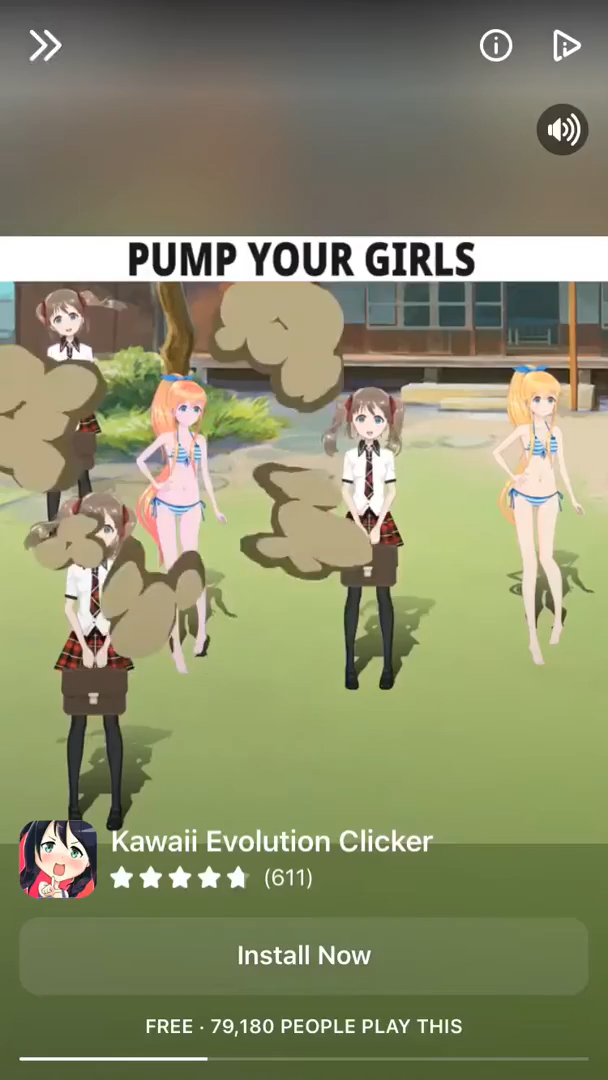 PUMP YOUR GIRLS
Kawaii Evolution Clicker
(611)
Install Now
FREE · 79,180 PEOPLE PLAY THIS